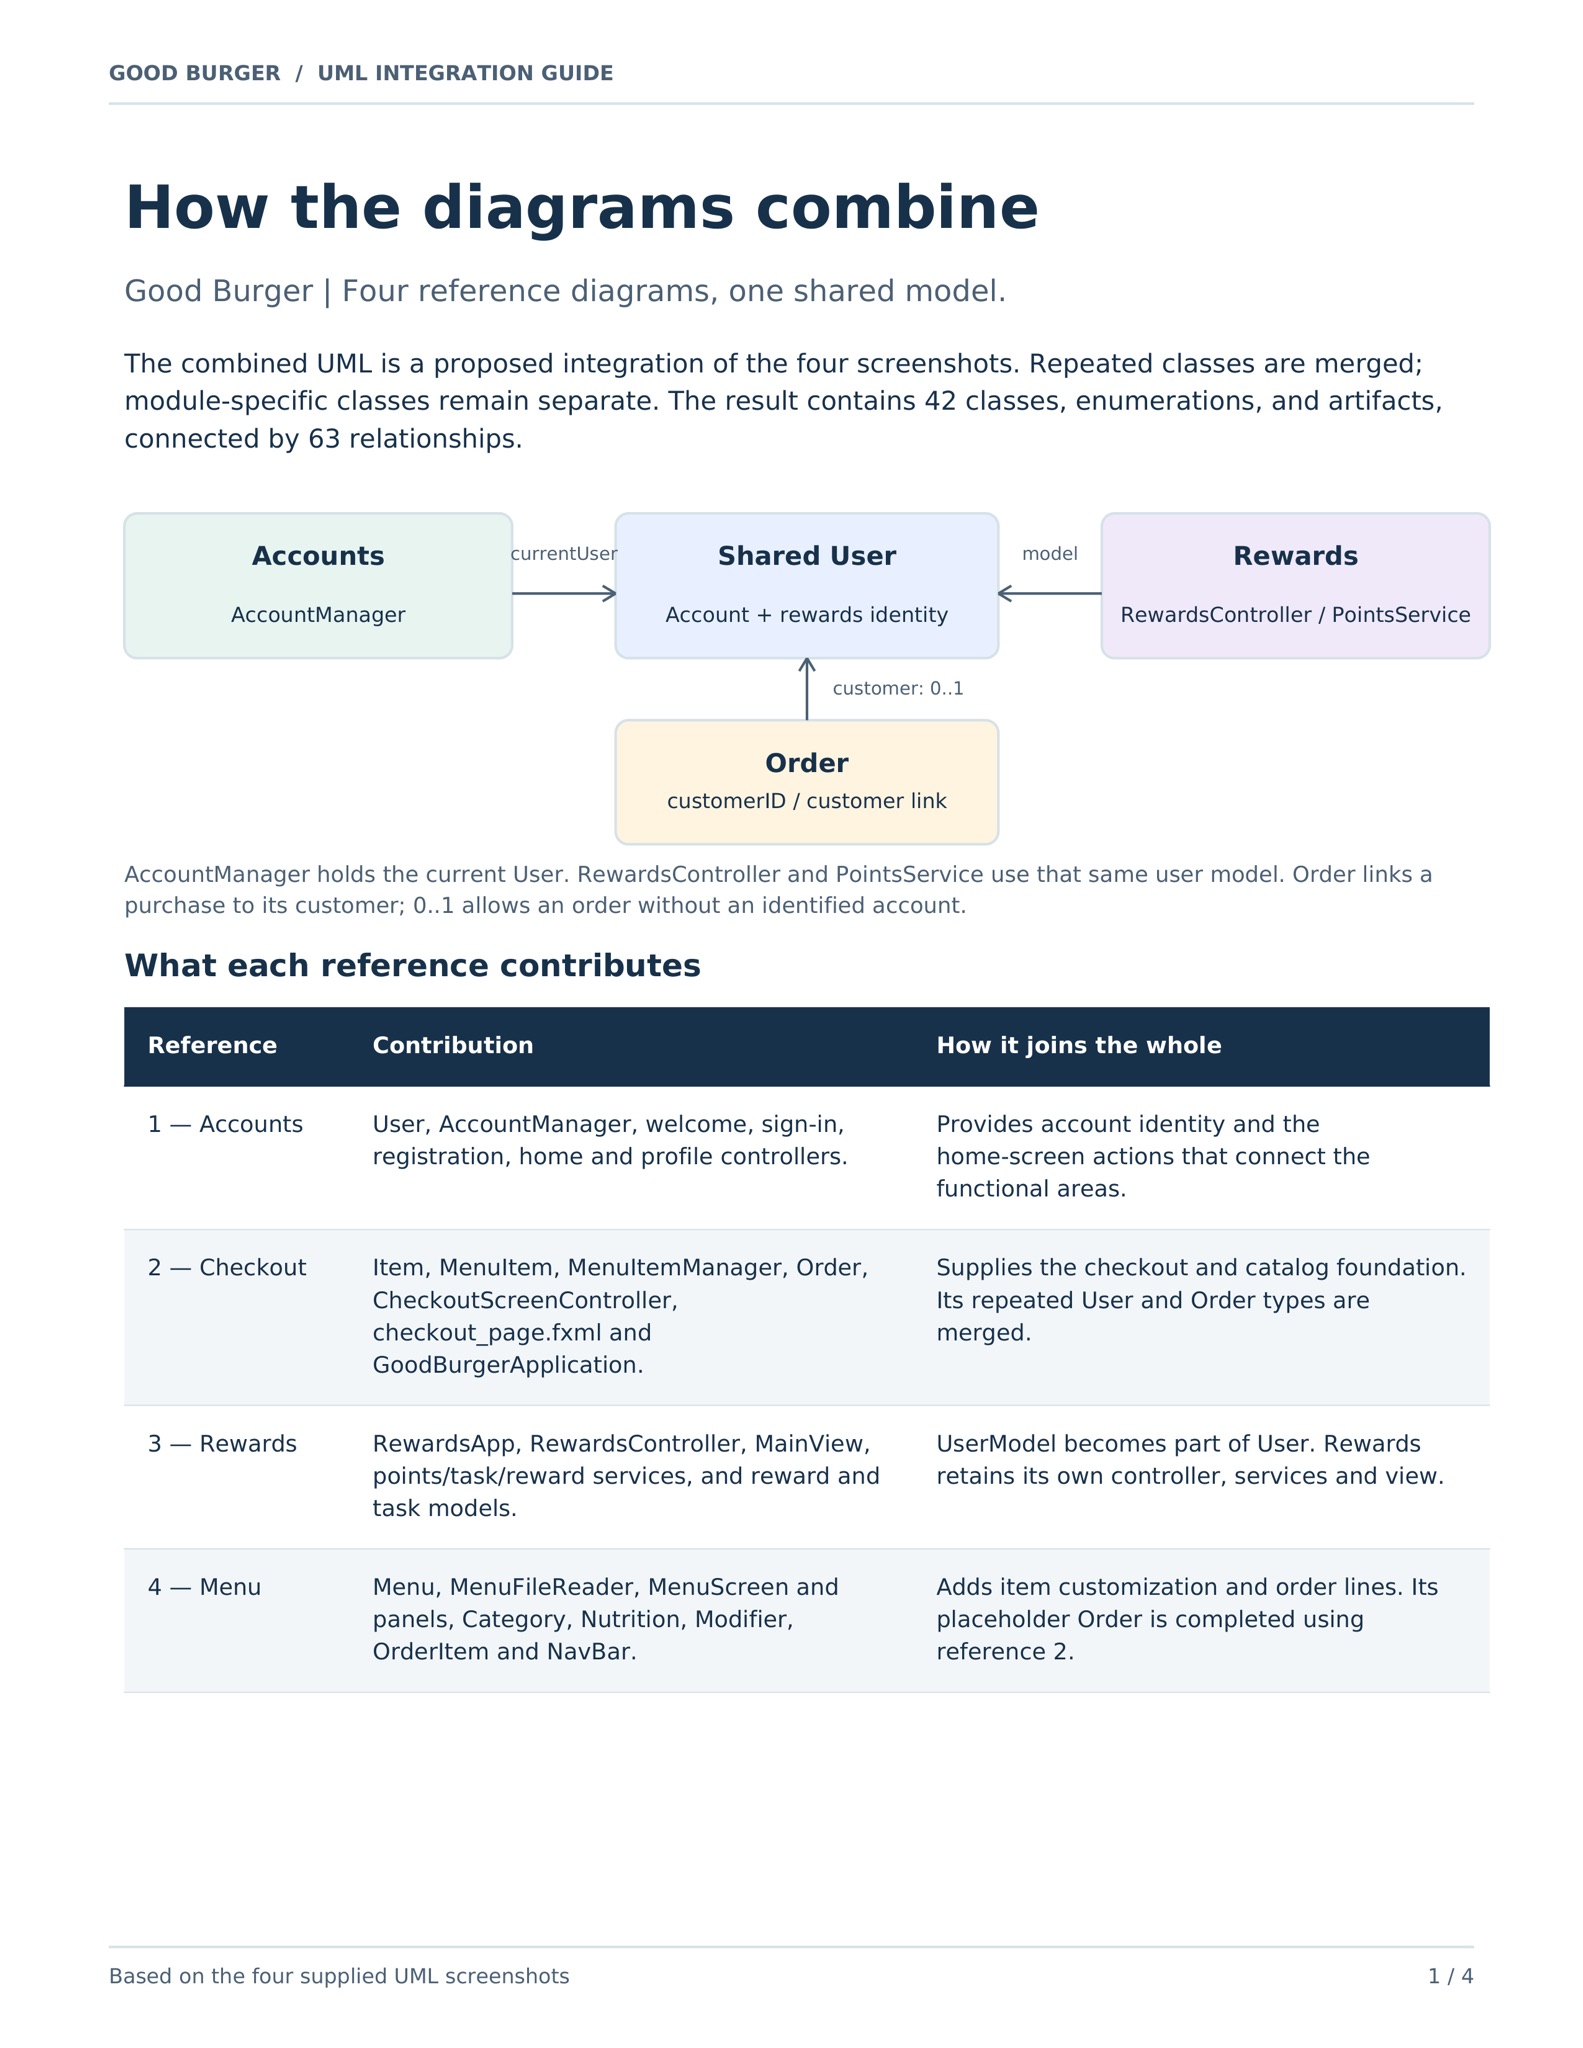 GOOD BURGER / UML INTEGRATION GUIDE
How the diagrams combine
Good Burger | Four reference diagrams, one shared model.
The combined UML is a proposed integration of the four screenshots. Repeated classes are merged;
module-specific classes remain separate. The result contains 42 classes, enumerations, and artifacts,
connected by 63 relationships.
Accounts
AccountManager
currentUser
Shared User
Account + rewards identity
model
Rewards
RewardsController / PointsService
customer: 0..1
Order
customerID / customer link
AccountManager holds the current User. RewardsController and PointsService use that same user model. Order links a
purchase to its customer; 0..1 allows an order without an identified account.
What each reference contributes
Reference
Contribution
How it joins the whole
1 — Accounts
User, AccountManager, welcome, sign-in,
registration, home and profile controllers.
Provides account identity and the
home-screen actions that connect the
functional areas.
2 — Checkout
Item, MenuItem, MenuItemManager, Order,
CheckoutScreenController,
checkout_page.fxml and
GoodBurgerApplication.
Supplies the checkout and catalog foundation.
Its repeated User and Order types are
merged.
3 — Rewards
RewardsApp, RewardsController, MainView,
points/task/reward services, and reward and
task models.
UserModel becomes part of User. Rewards
retains its own controller, services and view.
4 — Menu
Menu, MenuFileReader, MenuScreen and
panels, Category, Nutrition, Modifier,
OrderItem and NavBar.
Adds item customization and order lines. Its
placeholder Order is completed using
reference 2.
Based on the four supplied UML screenshots
1 / 4